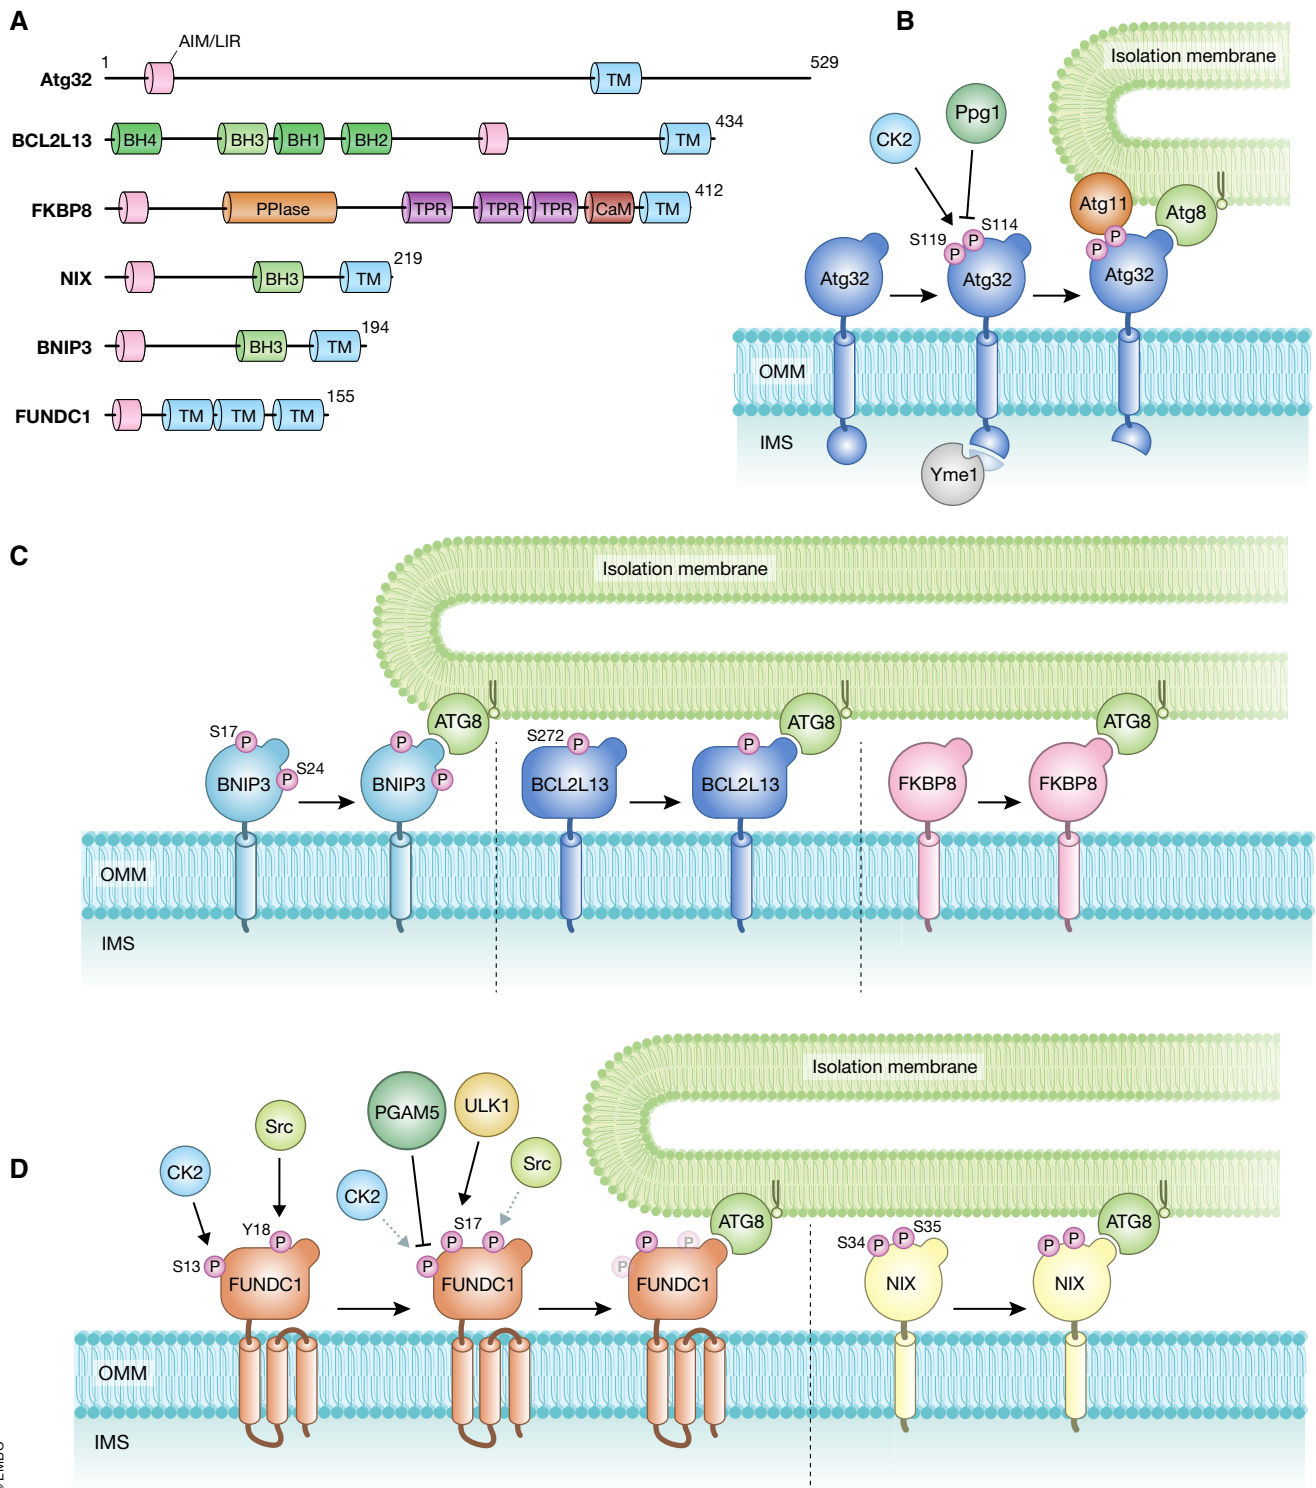 A
1
AIM/LIR
529
Atg32
TM
BCL2L13
BH4
BH3
BH1
BH2
TM
434
FKBP8
PPIase
TPR
TPR
TPR
CaM
TM
412
NIX
BH3
TM
219
BNIP3
BH3
TM
194
FUNDC1
TM
TM
TM
155
B
Isolation membrane
Ppg1
CK2
Atg11
Atg8
S119
P
P
S114
P
P
Atg32
Atg32
Atg32
OMM
IMS
Yme1
C
Isolation membrane
ATG8
ATG8
ATG8
S17
P
P
S24
BNIP3
P
P
BNIP3
S272
P
BCL2L13
P
BCL2L13
FKBP8
FKBP8
OMM
IMS
D
Isolation membrane
PGAM5
ULK1
Src
Src
CK2
CK2
ATG8
ATG8
Y18
P
S13
P
FUNDC1
S17
P
P
P
FUNDC1
P
P
P
FUNDC1
S35
S34
P
P
NIX
P
P
NIX
OMM
IMS